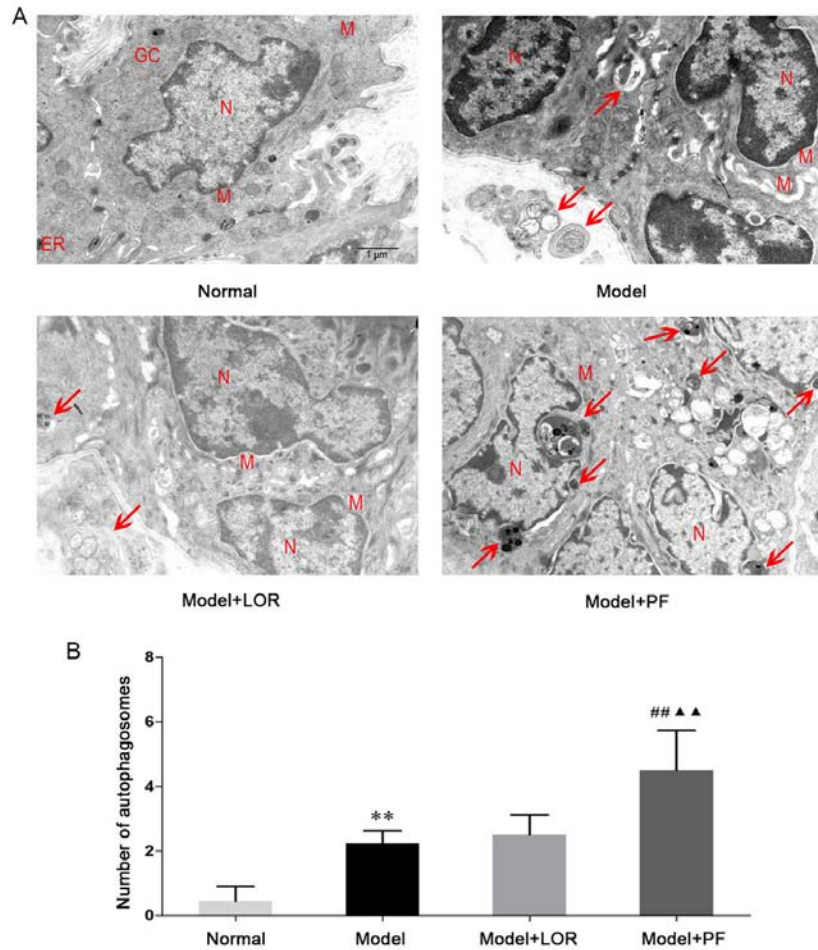 A
GC
M
N
M
ER
1 μm
N
N
M
M
Normal
Model
N
M
M
N
M
N
N
Model+LOR
Model+PF
B
Number of autophagosomes
8
6
4
2
0
**
##▲▲
Normal
Model
Model+LOR
Model+PF